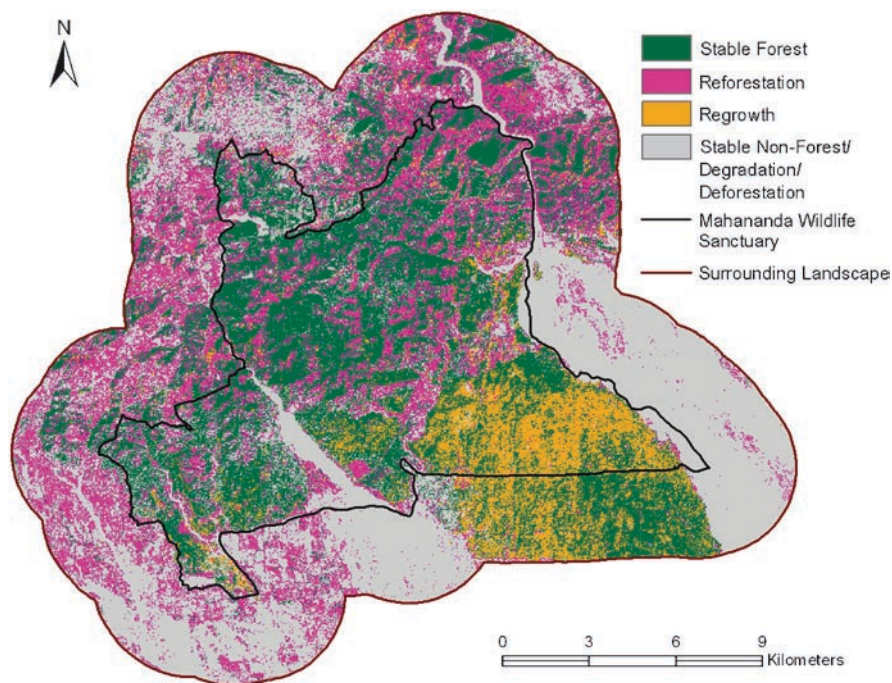 N
Stable Forest
Reforestation
Regrowth
Stable Non-Forest/
Degradation/
Deforestation
Mahananda Wildlife
Sanctuary
Surrounding Landscape
0 3 6 9
Kilometers